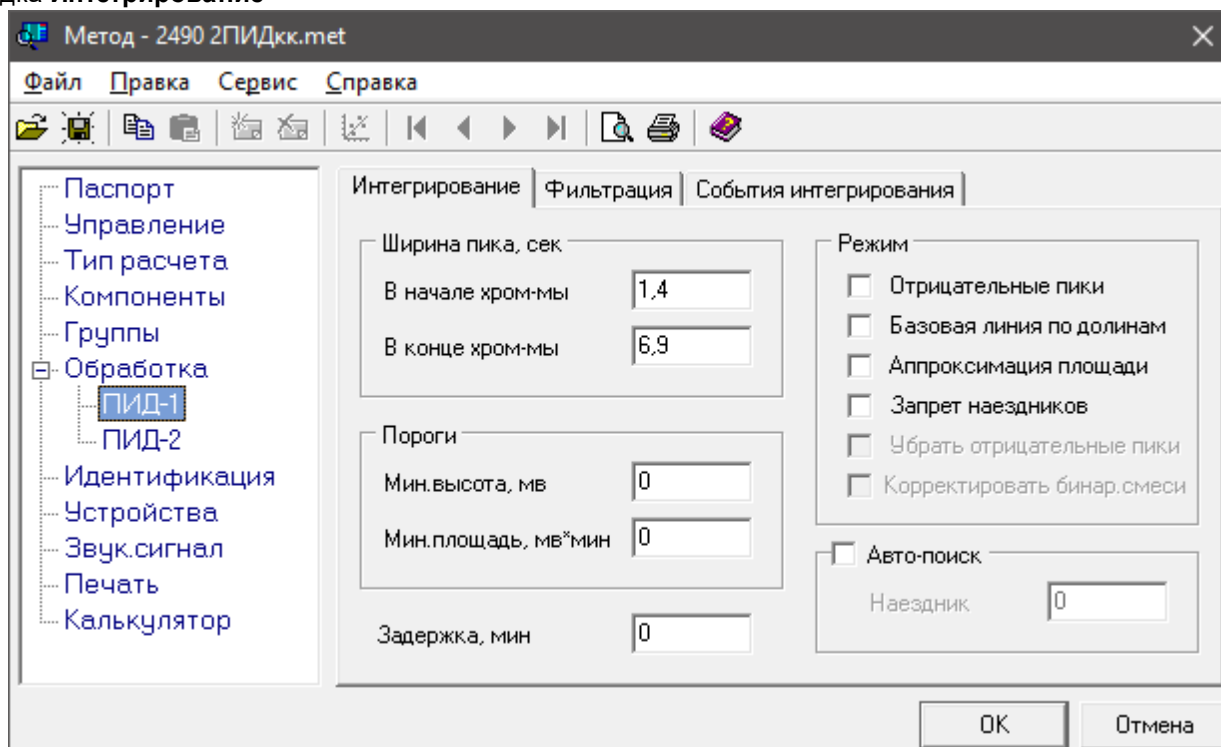 дка Интегрирование
Метод - 2490 2ПИДкк.met
Файл Правка Сервис Справка
Паспорт
Управление
Тип расчета
Компоненты
Группы
Обработка
ПИД-1
ПИД-2
Идентификация
Устройства
Звук.сигнал
Печать
Калькулятор
Интегрирование Фильтрация События интегрирования
Ширина пика, сек
В начале хром-мы 1,4
В конце хром-мы 6,9
Пороги
Мин.высота, мв 0
Мин.площадь, мв*мин 0
Задержка, мин 0
Режим
Отрицательные пики
Базовая линия по долинам
Аппроксимация площади
Запрет наездников
Убрать отрицательные пики
Корректировать бинар.смеси
Авто-поиск
Наездник 0
OK Отмена